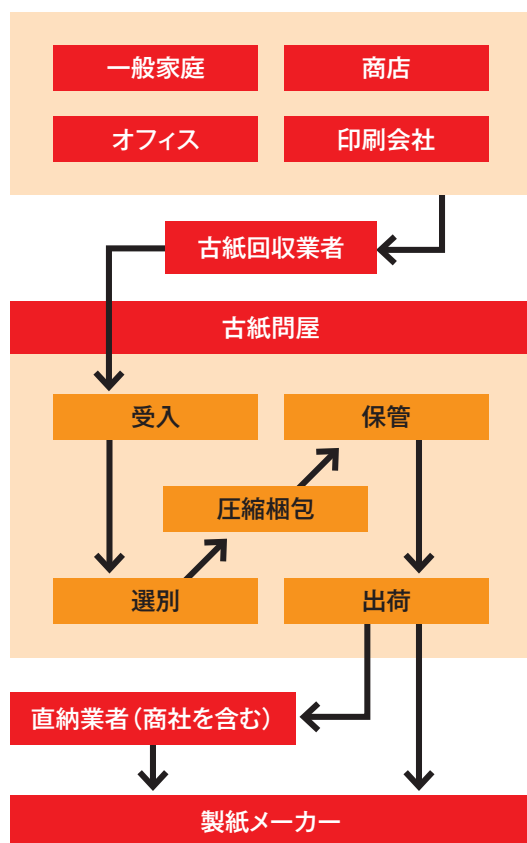 一般家庭
商店
オフィス
印刷会社
古紙回収業者
古紙問屋
受入
保管
圧縮梱包
選別
出荷
直納業者（商社を含む）
製紙メーカー